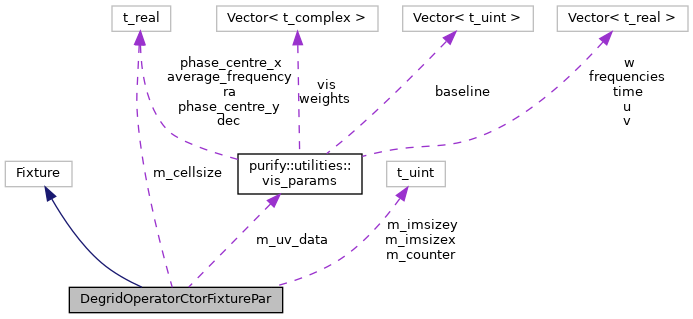 t_real
Vector< t_complex >
Vector< t_uint >
Vector< t_real >
phase_centre_x
average_frequency
ra
phase_centre_y
dec
vis
weights
baseline
w
frequencies
time
u
v
Fixture
m_cellsize
purify::utilities::
vis_params
t_uint
m_uv_data
m_imsizey
m_imsizex
m_counter
DegridOperatorCtorFixturePar